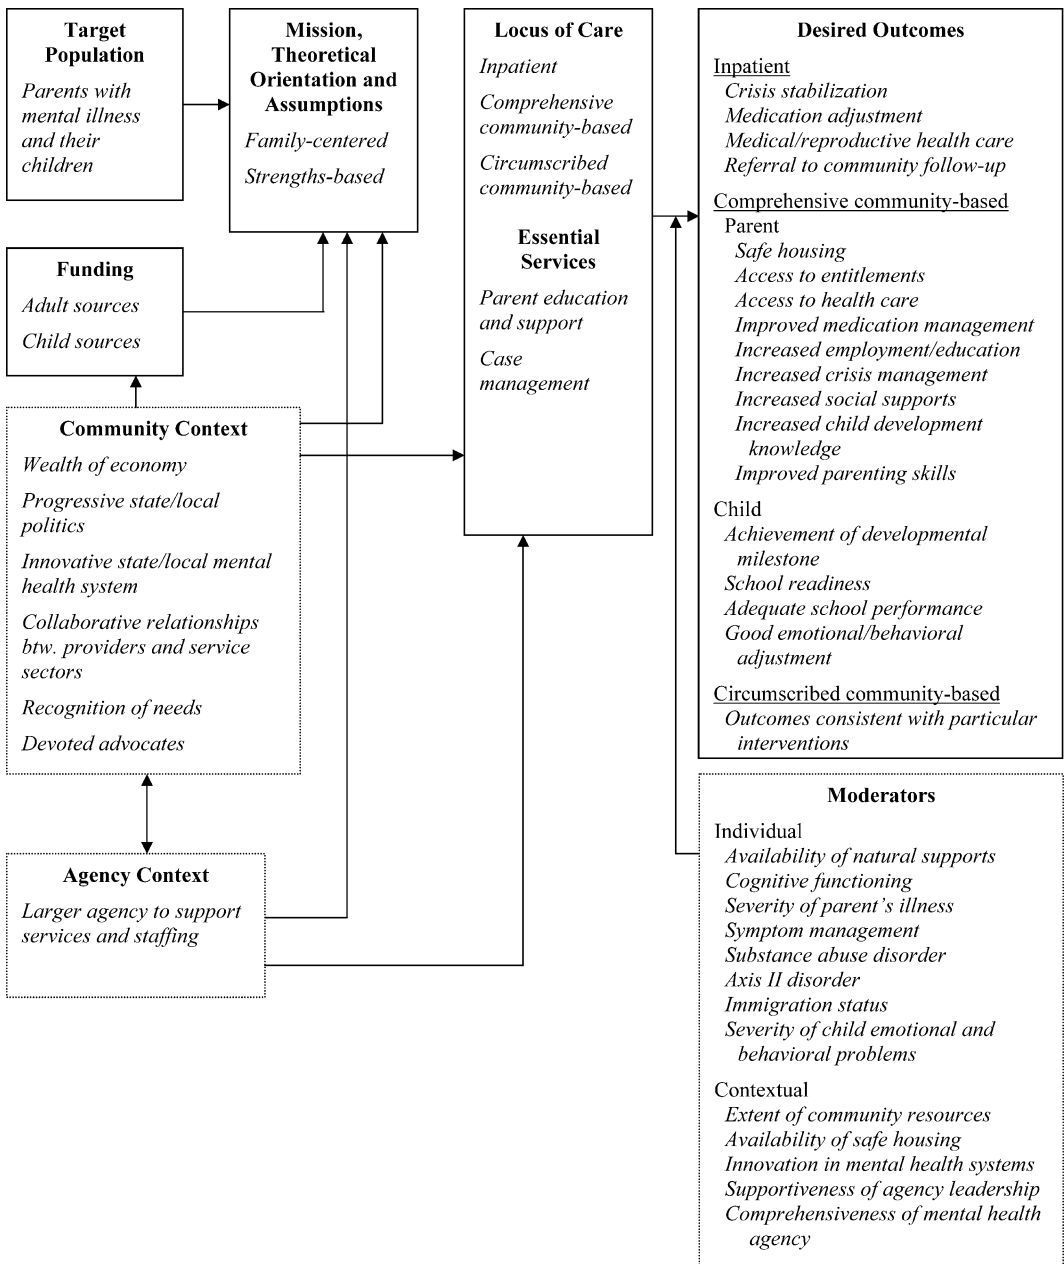 Target
Population
Parents with
mental illness
and their
children
Mission,
Theoretical
Orientation and
Assumptions
Family-centered
Strengths-based
Funding
Adult sources
Child sources
Community Context
Wealth of economy
Progressive state/local
politics
Innovative state/local mental
health system
Collaborative relationships
btw. providers and service
sectors
Recognition of needs
Devoted advocates
Agency Context
Larger agency to support
services and staffing
Locus of Care
Inpatient
Comprehensive
community-based
Circumscribed
community-based
Essential
Services
Parent education
and support
Case
management
Desired Outcomes
Inpatient
Crisis stabilization
Medication adjustment
Medical/reproductive health care
Referral to community follow-up
Comprehensive community-based
Parent
Safe housing
Access to entitlements
Access to health care
Improved medication management
Increased employment/education
Increased crisis management
Increased social supports
Increased child development
knowledge
Improved parenting skills
Child
Achievement of developmental
milestone
School readiness
Adequate school performance
Good emotional/behavioral
adjustment
Circumscribed community-based
Outcomes consistent with particular
interventions
Moderators
Individual
Availability of natural supports
Cognitive functioning
Severity of parent's illness
Symptom management
Substance abuse disorder
Axis II disorder
Immigration status
Severity of child emotional and
behavioral problems
Contextual
Extent of community resources
Availability of safe housing
Innovation in mental health systems
Supportiveness of agency leadership
Comprehensiveness of mental health
agency